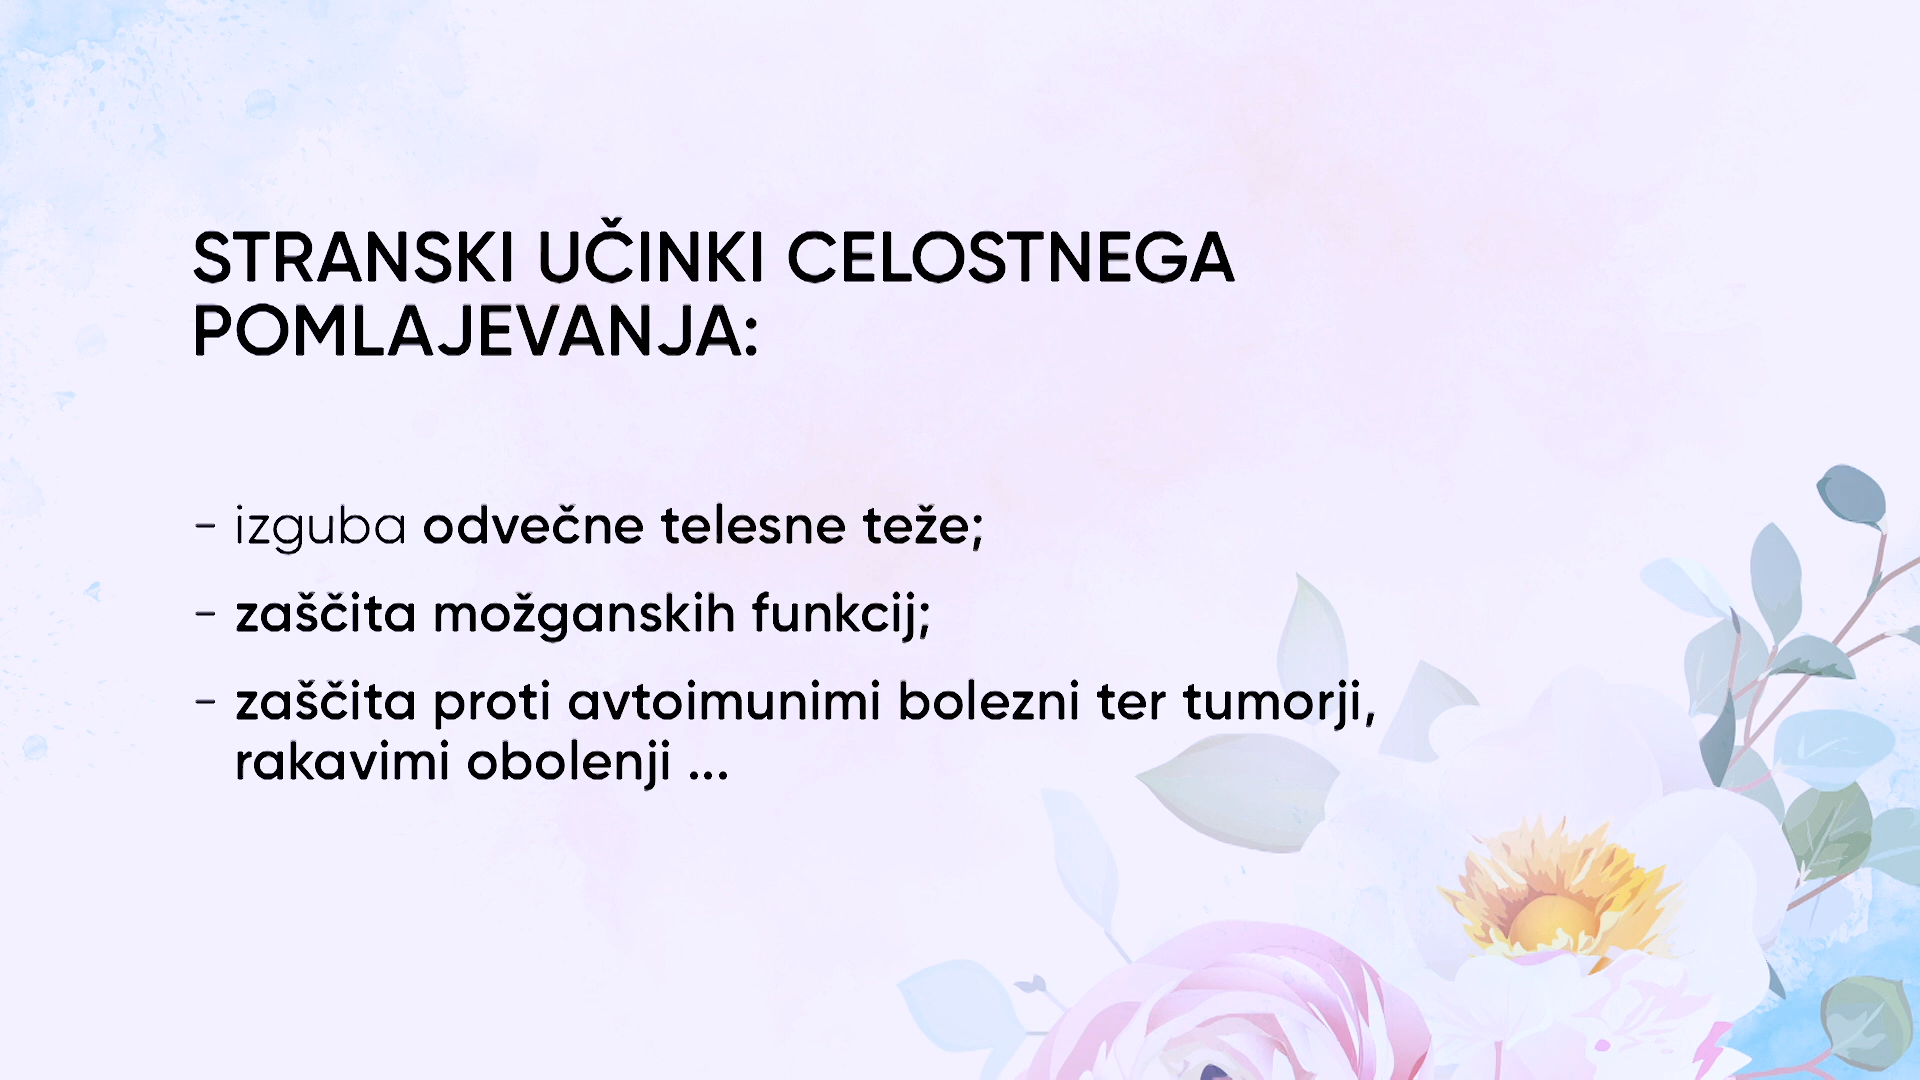 STRANSKI UČINKI CELOSTNEGA
POMLAJEVANJA:
- izguba odvečne telesne teže;
- zaščita možganskih funkcij;
- zaščita proti avtoimunimi bolezni ter tumorji,
rakavimi obolenji ...